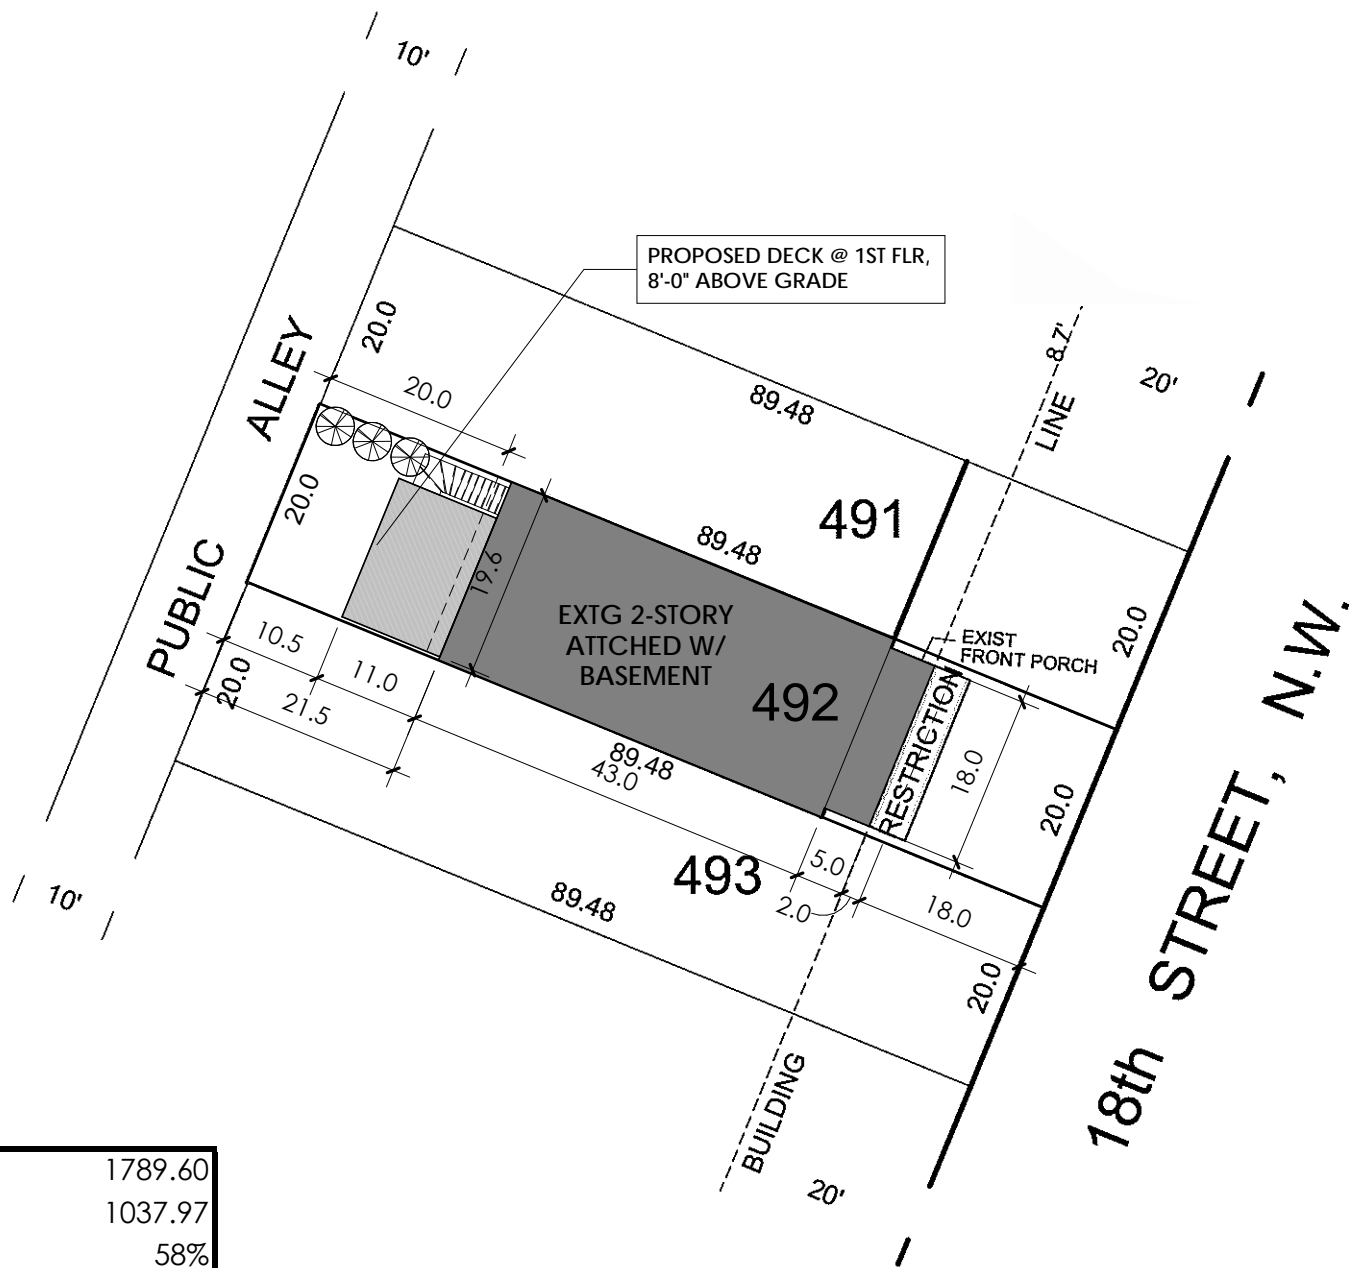 10'
PROPOSED DECK @ 1ST FLR,
8'-0" ABOVE GRADE
PUBLIC ALLEY
20.0
20.0
89.48
8.7'
LINE
20'
20.0
491
89.48
19.6
EXTG 2-STORY
ATTCHED W/
BASEMENT
492
EXIST
FRONT PORCH
RESTRICTION
18.0
20.0
20.0
10.5
11.0
20.0
21.5
89.48
43.0
493
5.0
2.0
18.0
20.0
89.48
10'
BUILDING
20'
18th STREET, N.W.
1789.60
1037.97
58%